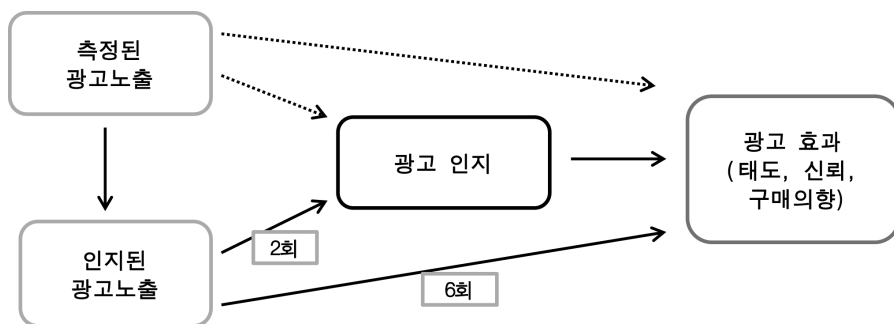 측정된
광고노출
광고 인지
광고 효과
(태도, 신뢰,
구매의향)
인지된
광고노출
2회
6회